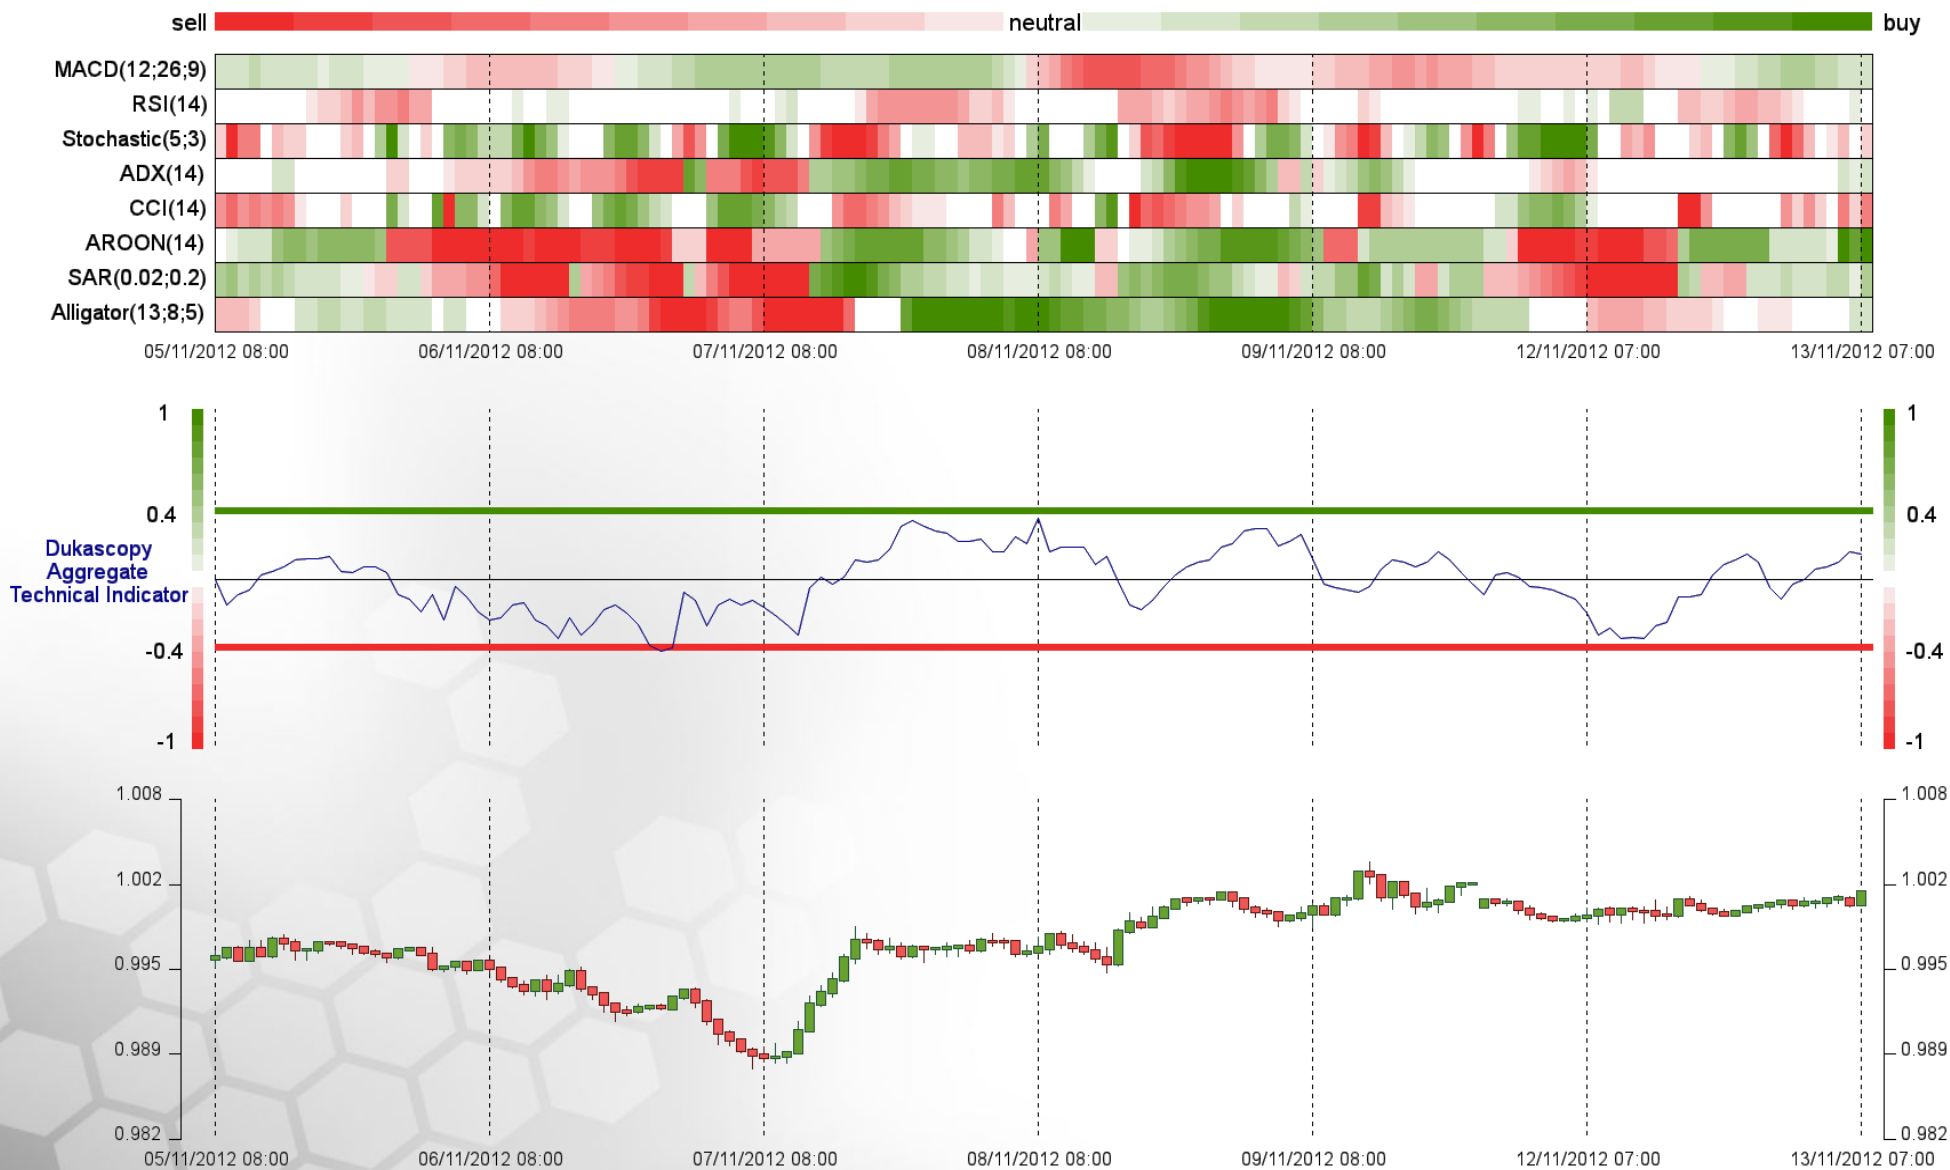 sell neutral buy
MACD(12;26;9)
RSI(14)
Stochastic(5;3)
ADX(14)
CCI(14)
AROON(14)
SAR(0.02;0.2)
Alligator(13;8;5)
05/11/2012 08:00 06/11/2012 08:00 07/11/2012 08:00 08/11/2012 08:00 09/11/2012 08:00 12/11/2012 07:00 13/11/2012 07:00
1 1
0.4 0.4
Dukascopy
Aggregate
Technical Indicator
-0.4 -0.4
-1 -1
1.008 1.008
1.002 1.002
0.995 0.995
0.989 0.989
0.982 0.982
05/11/2012 08:00 06/11/2012 08:00 07/11/2012 08:00 08/11/2012 08:00 09/11/2012 08:00 12/11/2012 07:00 13/11/2012 07:00